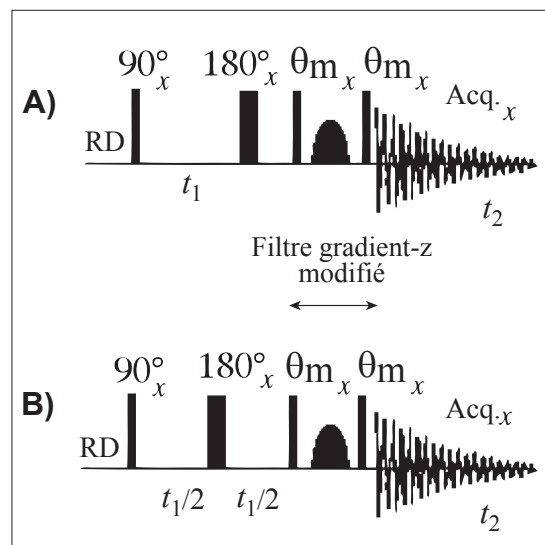 90°x 180°x θmx θmx
A)
Acq.x
RD
t1
t2
Filtre gradient-z
modifié
90°x 180°x θmx θmx
B)
Acq.x
RD
t1/2 t1/2
t2